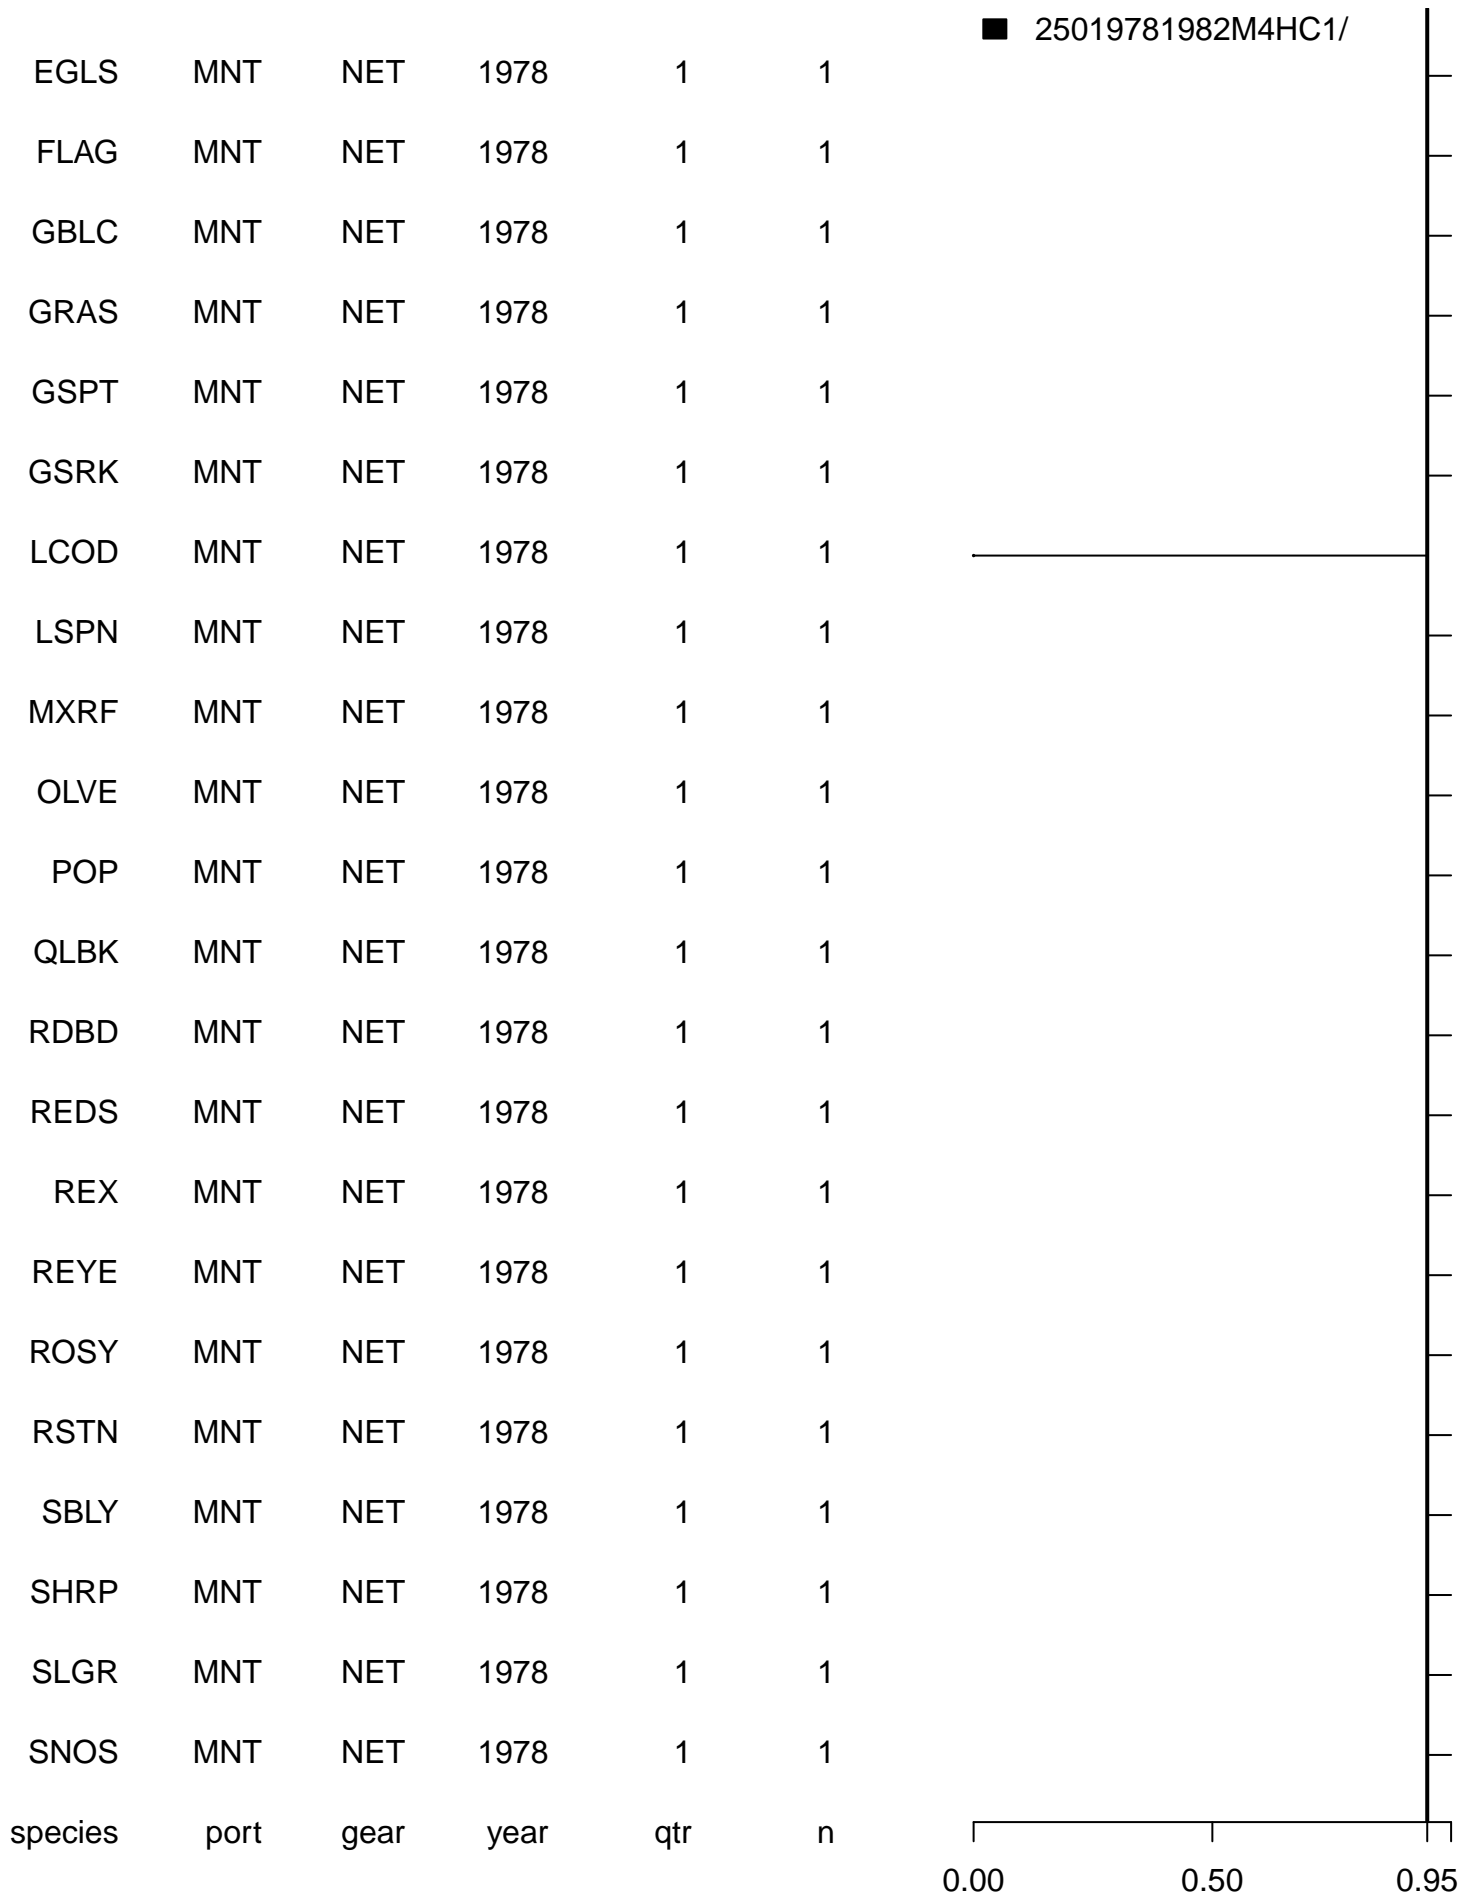 25019781982M4HC1/
EGLS MNT NET 1978 1 1
FLAG MNT NET 1978 1 1
GBLC MNT NET 1978 1 1
GRAS MNT NET 1978 1 1
GSPT MNT NET 1978 1 1
GSRK MNT NET 1978 1 1
LCOD MNT NET 1978 1 1
LSPN MNT NET 1978 1 1
MXRF MNT NET 1978 1 1
OLVE MNT NET 1978 1 1
POP MNT NET 1978 1 1
QLBK MNT NET 1978 1 1
RDBD MNT NET 1978 1 1
REDS MNT NET 1978 1 1
REX MNT NET 1978 1 1
REYE MNT NET 1978 1 1
ROSY MNT NET 1978 1 1
RSTN MNT NET 1978 1 1
SBLY MNT NET 1978 1 1
SHRP MNT NET 1978 1 1
SLGR MNT NET 1978 1 1
SNOS MNT NET 1978 1 1
species port gear year qtr n
0.00 0.50 0.95